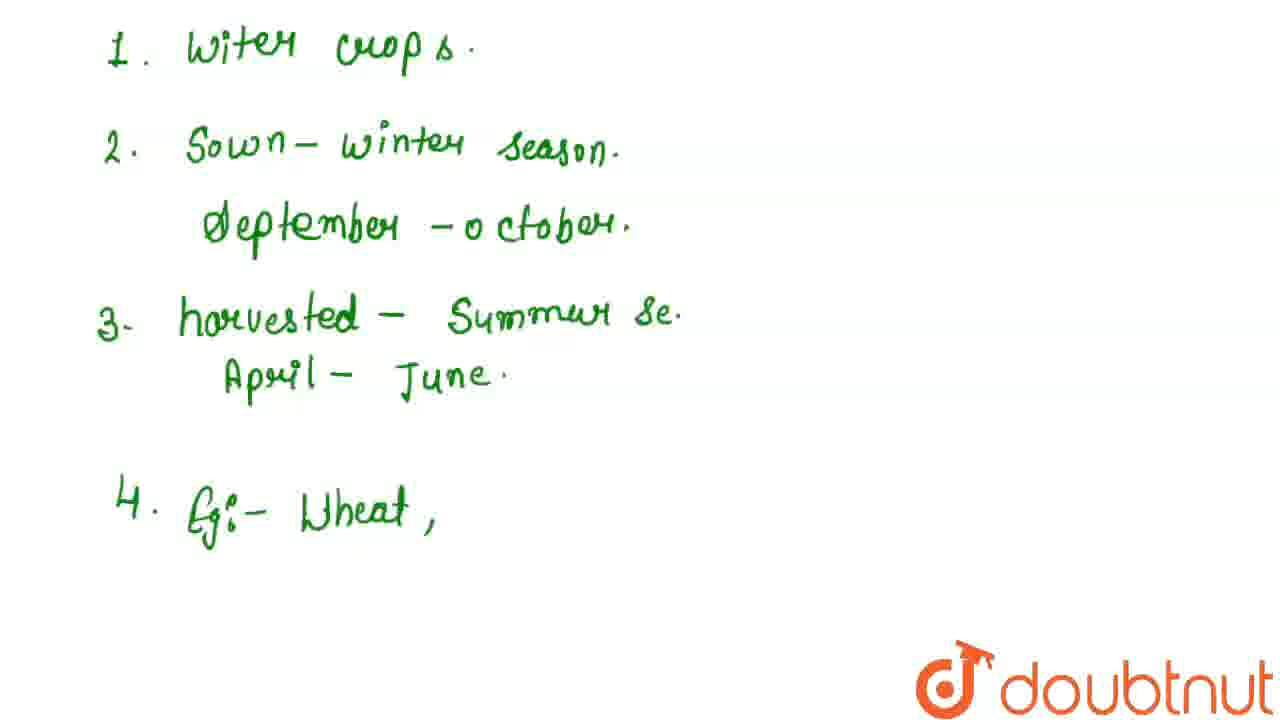 1. Witer crops.
2. Sown - winter season.
September - october.
3. harvested - Summer se.
April - June.
4. Eg:- Wheat,
doubtnut